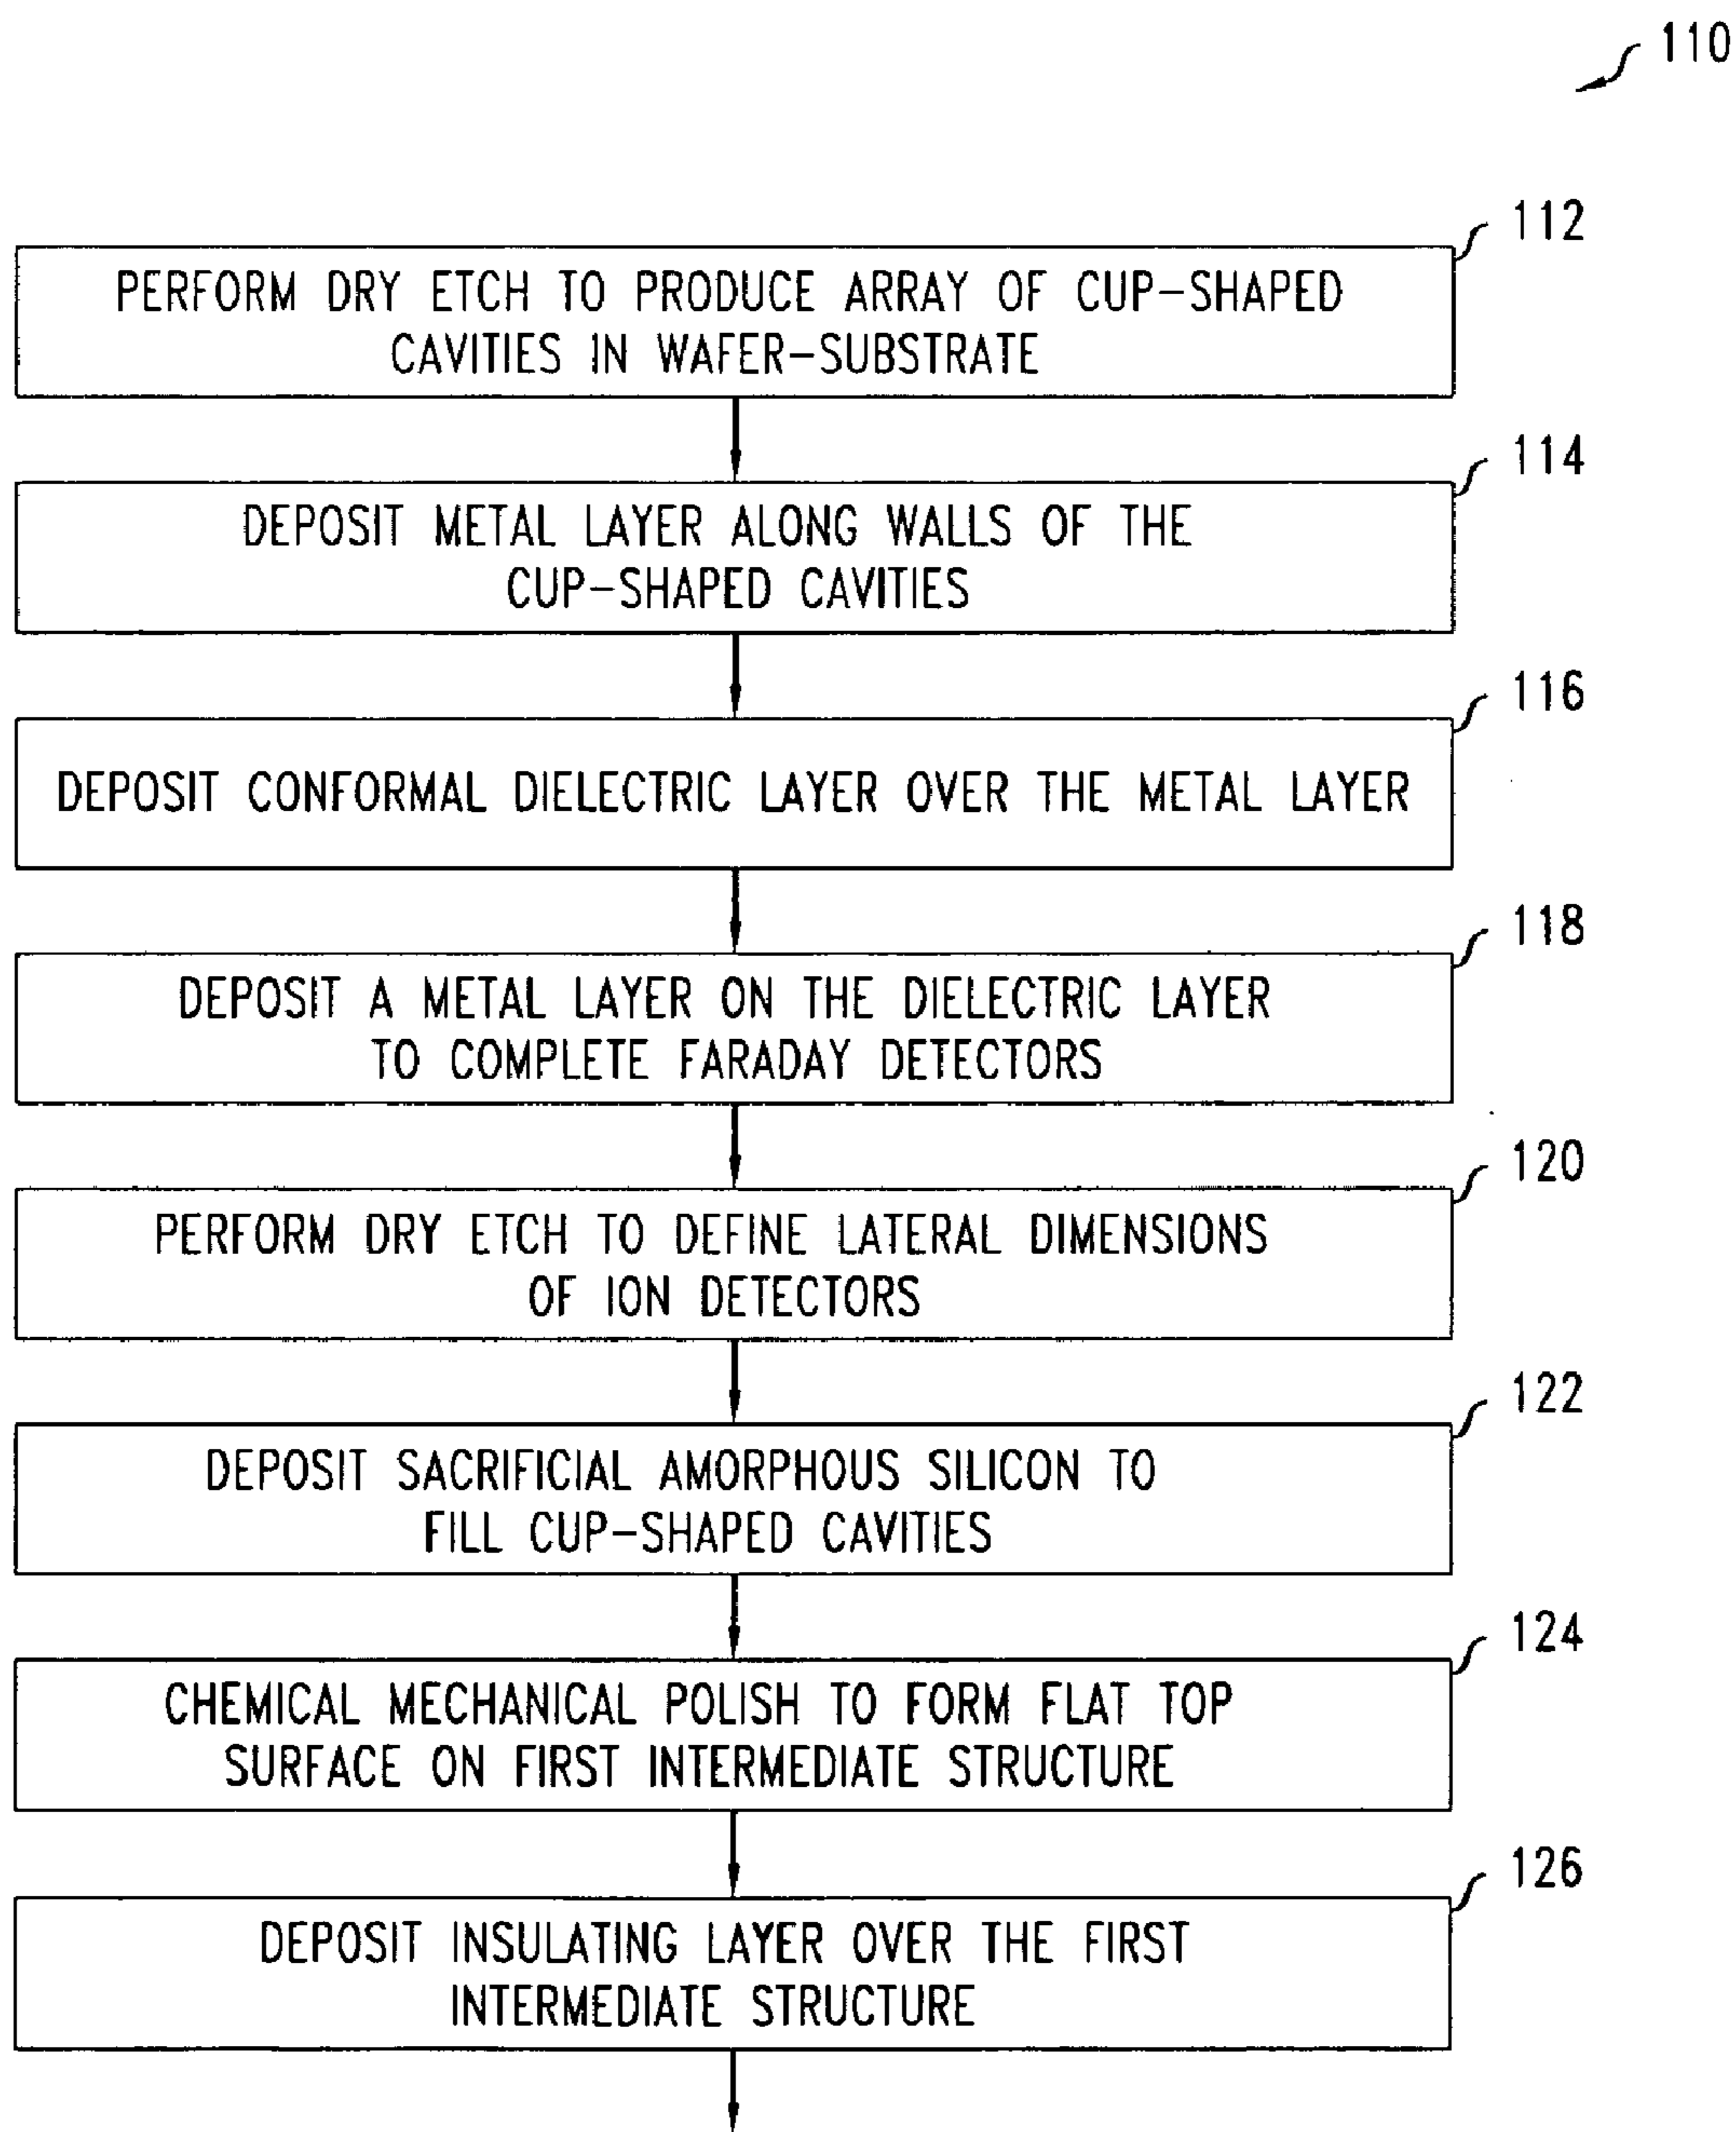 110
112
PERFORM DRY ETCH TO PRODUCE ARRAY OF CUP-SHAPED
CAVITIES IN WAFER-SUBSTRATE
114
DEPOSIT METAL LAYER ALONG WALLS OF THE
CUP-SHAPED CAVITIES
116
DEPOSIT CONFORMAL DIELECTRIC LAYER OVER THE METAL LAYER
118
DEPOSIT A METAL LAYER ON THE DIELECTRIC LAYER
TO COMPLETE FARADAY DETECTORS
120
PERFORM DRY ETCH TO DEFINE LATERAL DIMENSIONS
OF ION DETECTORS
122
DEPOSIT SACRIFICIAL AMORPHOUS SILICON TO
FILL CUP-SHAPED CAVITIES
124
CHEMICAL MECHANICAL POLISH TO FORM FLAT TOP
SURFACE ON FIRST INTERMEDIATE STRUCTURE
126
DEPOSIT INSULATING LAYER OVER THE FIRST
INTERMEDIATE STRUCTURE